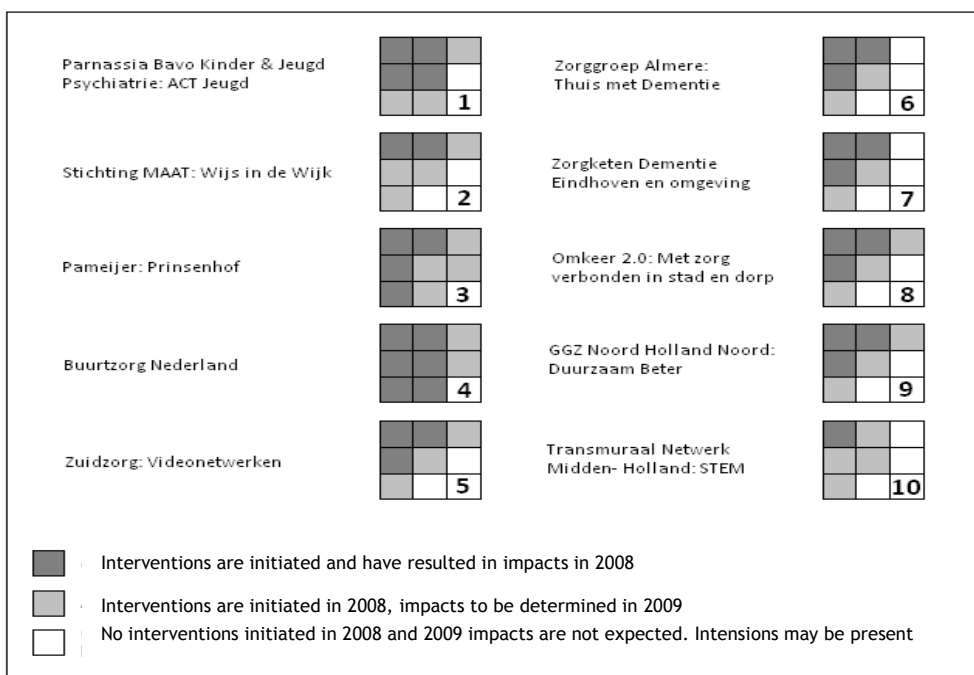 Parnassia Bavo Kinder & Jeugd
Psychiatrie: ACT Jeugd
1
Stichting MAAT: Wijs in de Wijk
2
Pameijer: Prinsenhof
3
Buurtzorg Nederland
4
Zuidzorg: Videonetwerken
5
Zorggroep Almere:
Thuis met Dementie
6
Zorgketen Dementie
Eindhoven en omgeving
7
Omkeer 2.0: Met zorg
verbonden in stad en dorp
8
GGZ Noord Holland Noord:
Duurzaam Beter
9
Transmuraal Netwerk
Midden- Holland: STEM
10
Interventions are initiated and have resulted in impacts in 2008
Interventions are initiated in 2008, impacts to be determined in 2009
No interventions initiated in 2008 and 2009 impacts are not expected. Intensions may be present